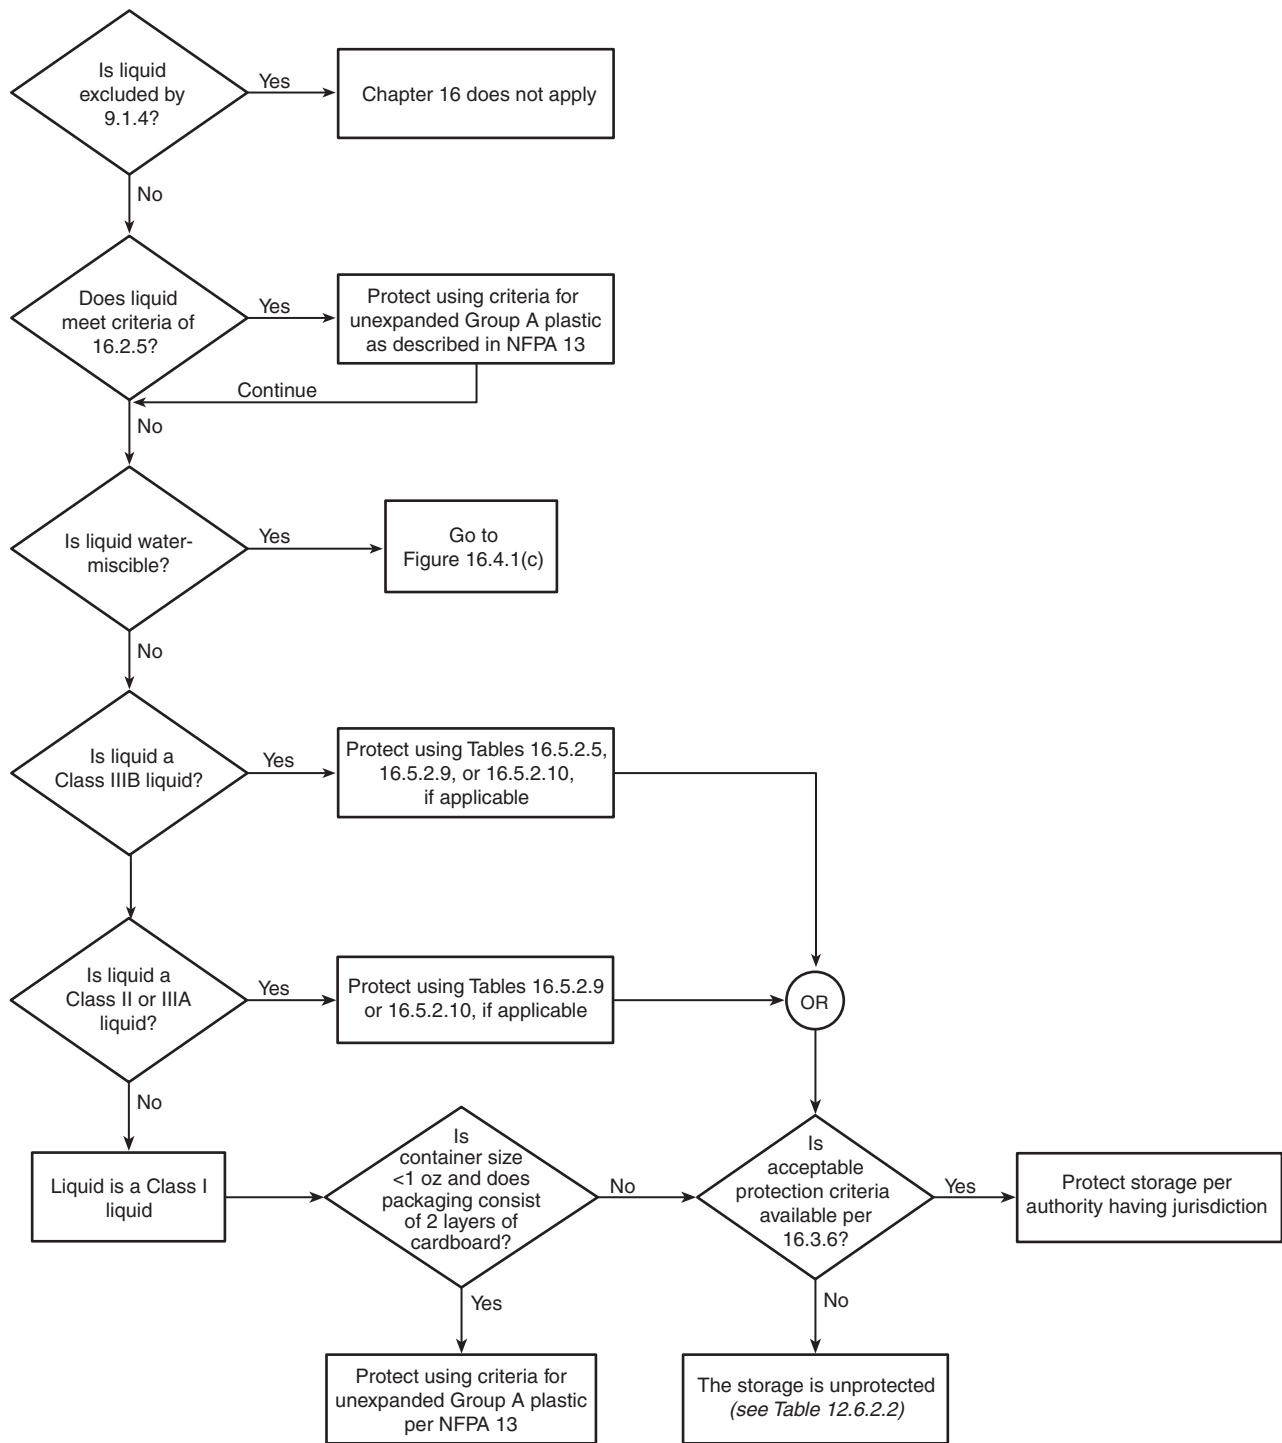 Is liquid
excluded by
9.1.4?
Yes
Chapter 16 does not apply
No
Does liquid
meet criteria of
16.2.5?
Yes
Protect using criteria for
unexpanded Group A plastic
as described in NFPA 13
Continue
No
Is liquid water-
miscible?
Yes
Go to
Figure 16.4.1(c)
No
Is liquid a
Class IIIB liquid?
Yes
Protect using Tables 16.5.2.5,
16.5.2.9, or 16.5.2.10,
if applicable
Is liquid a
Class II or IIIA
liquid?
Yes
Protect using Tables 16.5.2.9
or 16.5.2.10, if applicable
OR
No
Liquid is a Class I
liquid
Is
container size
<1 oz and does
packaging consist
of 2 layers of
cardboard?
No
Is
acceptable
protection criteria
available per
16.3.6?
Yes
Protect storage per
authority having jurisdiction
Yes
No
Protect using criteria for
unexpanded Group A plastic
per NFPA 13
The storage is unprotected
(see Table 12.6.2.2)